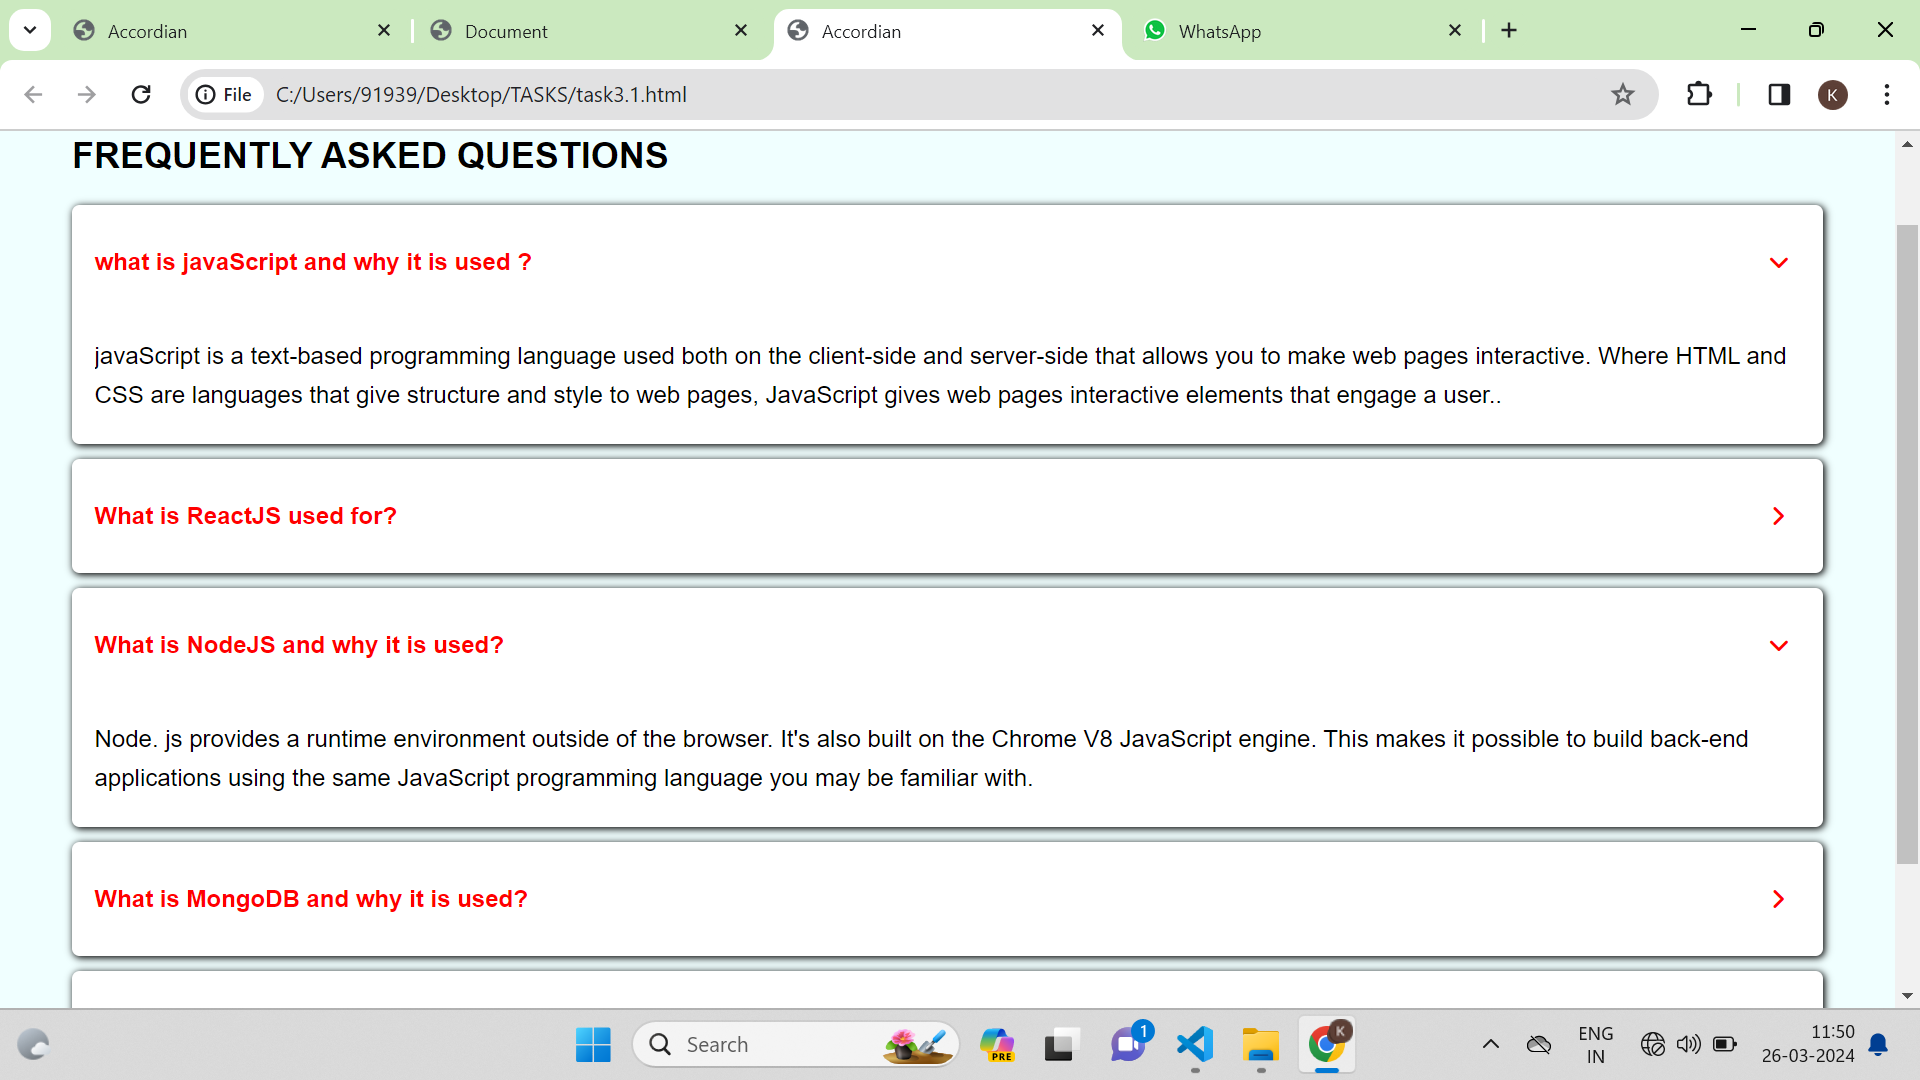 Accordian
Document
Accordian
WhatsApp
File
C:/Users/91939/Desktop/TASKS/task3.1.html
K
FREQUENTLY ASKED QUESTIONS
what is javaScript and why it is used ?
javaScript is a text-based programming language used both on the client-side and server-side that allows you to make web pages interactive. Where HTML and
CSS are languages that give structure and style to web pages, JavaScript gives web pages interactive elements that engage a user..
What is ReactJS used for?
What is NodeJS and why it is used?
Node. js provides a runtime environment outside of the browser. It's also built on the Chrome V8 JavaScript engine. This makes it possible to build back-end
applications using the same JavaScript programming language you may be familiar with.
What is MongoDB and why it is used?
Search
PRE
1
K
ENG
IN
11:50
26-03-2024